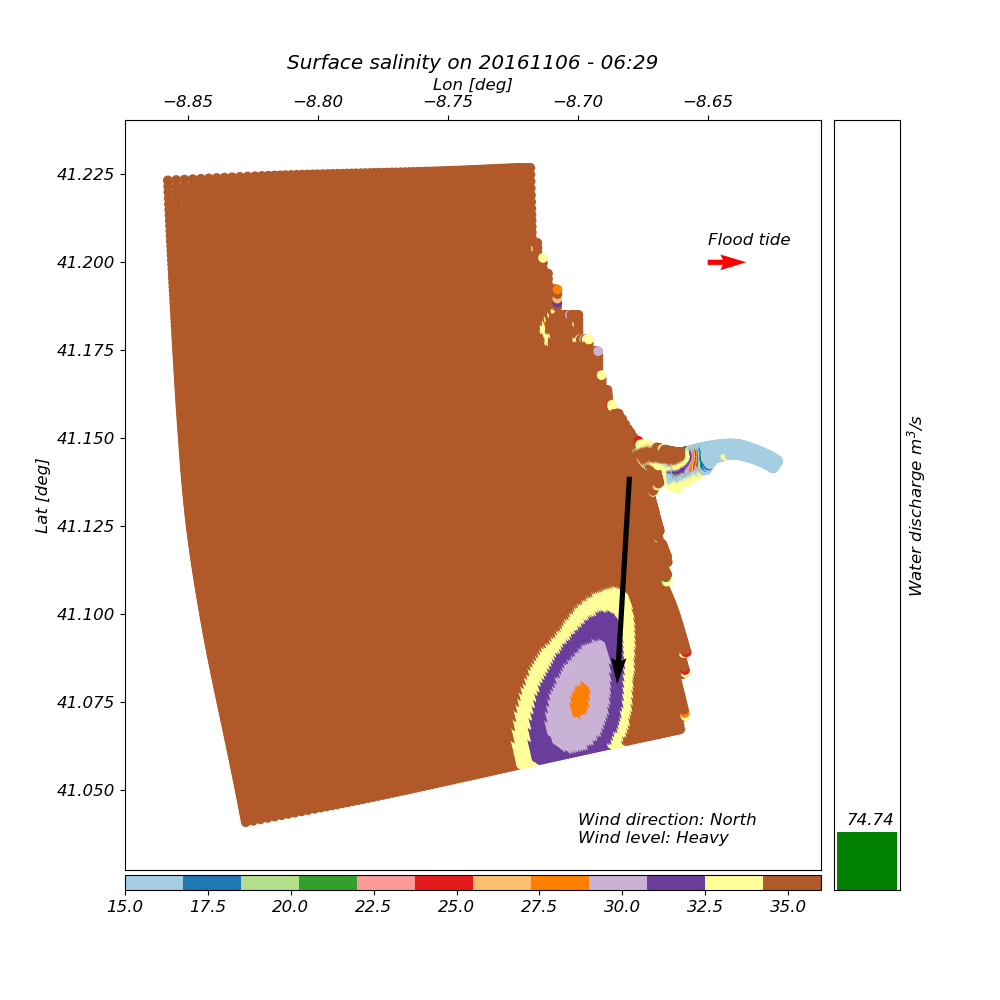 Surface salinity on 20161106 - 06:29
Lon [deg]
−8.85 −8.80 −8.75 −8.70 −8.65
41.225
41.200
41.175
41.150
41.125
41.100
41.075
41.050
Lat [deg]
Flood tide
Wind direction: North
Wind level: Heavy
74.74
Water discharge m³/s
15.0 17.5 20.0 22.5 25.0 27.5 30.0 32.5 35.0